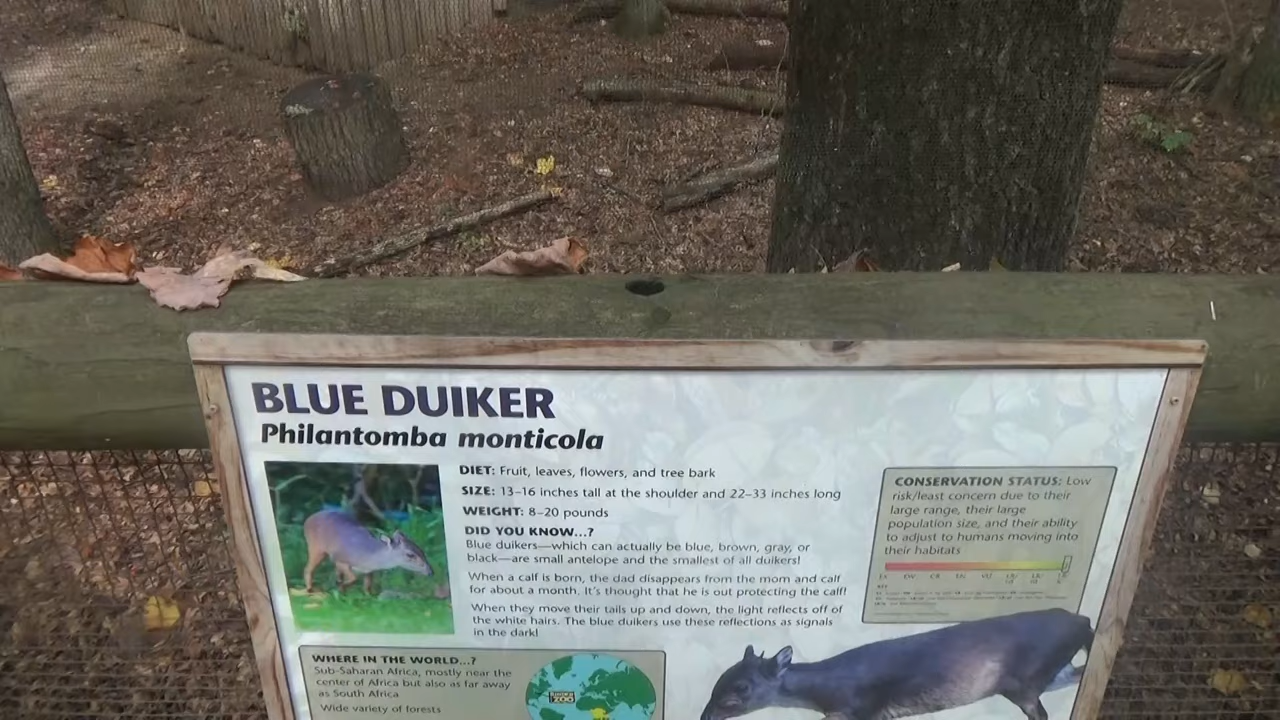 BLUE DUIKER
Philantomba monticola
DIET: Fruit, leaves, flowers, and tree bark
SIZE: 13–16 inches tall at the shoulder and 22–33 inches long
WEIGHT: 8–20 pounds
DID YOU KNOW...?
Blue duikers—which can actually be blue, brown, gray, or
black—are small antelope and the smallest of all duikers!
When a calf is born, the dad disappears from the mom and calf
for about a month. It's thought that he is out protecting the calf!
When they move their tails up and down, the light reflects off of
the white hairs. The blue duikers use these reflections as signals
in the dark!
CONSERVATION STATUS: Low
risk/least concern due to their
large range, their large
population size, and their ability
to adjust to humans moving into
their habitats
WHERE IN THE WORLD...?
Sub-Saharan Africa, mostly near the
center of Africa but also as far away
as South Africa
Wide variety of forests
ZOO